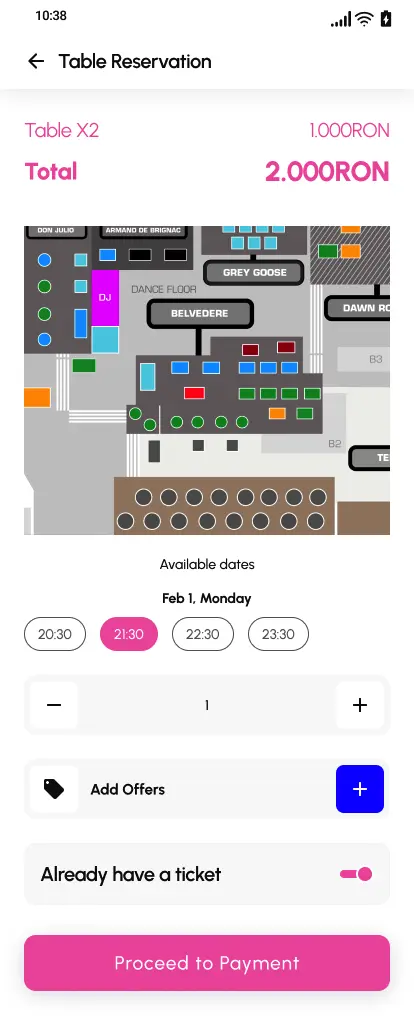 10:38
Table Reservation
Table X2 1.000RON
Total 2.000RON
DON JULIO ARMAND DE BRIGNAC
GREY GOOSE
DJ
DANCE FLOOR
BELVEDERE
DAWN RO
B3
B2
TE
Available dates
Feb 1, Monday
20:30 21:30 22:30 23:30
1
Add Offers
Already have a ticket
Proceed to Payment